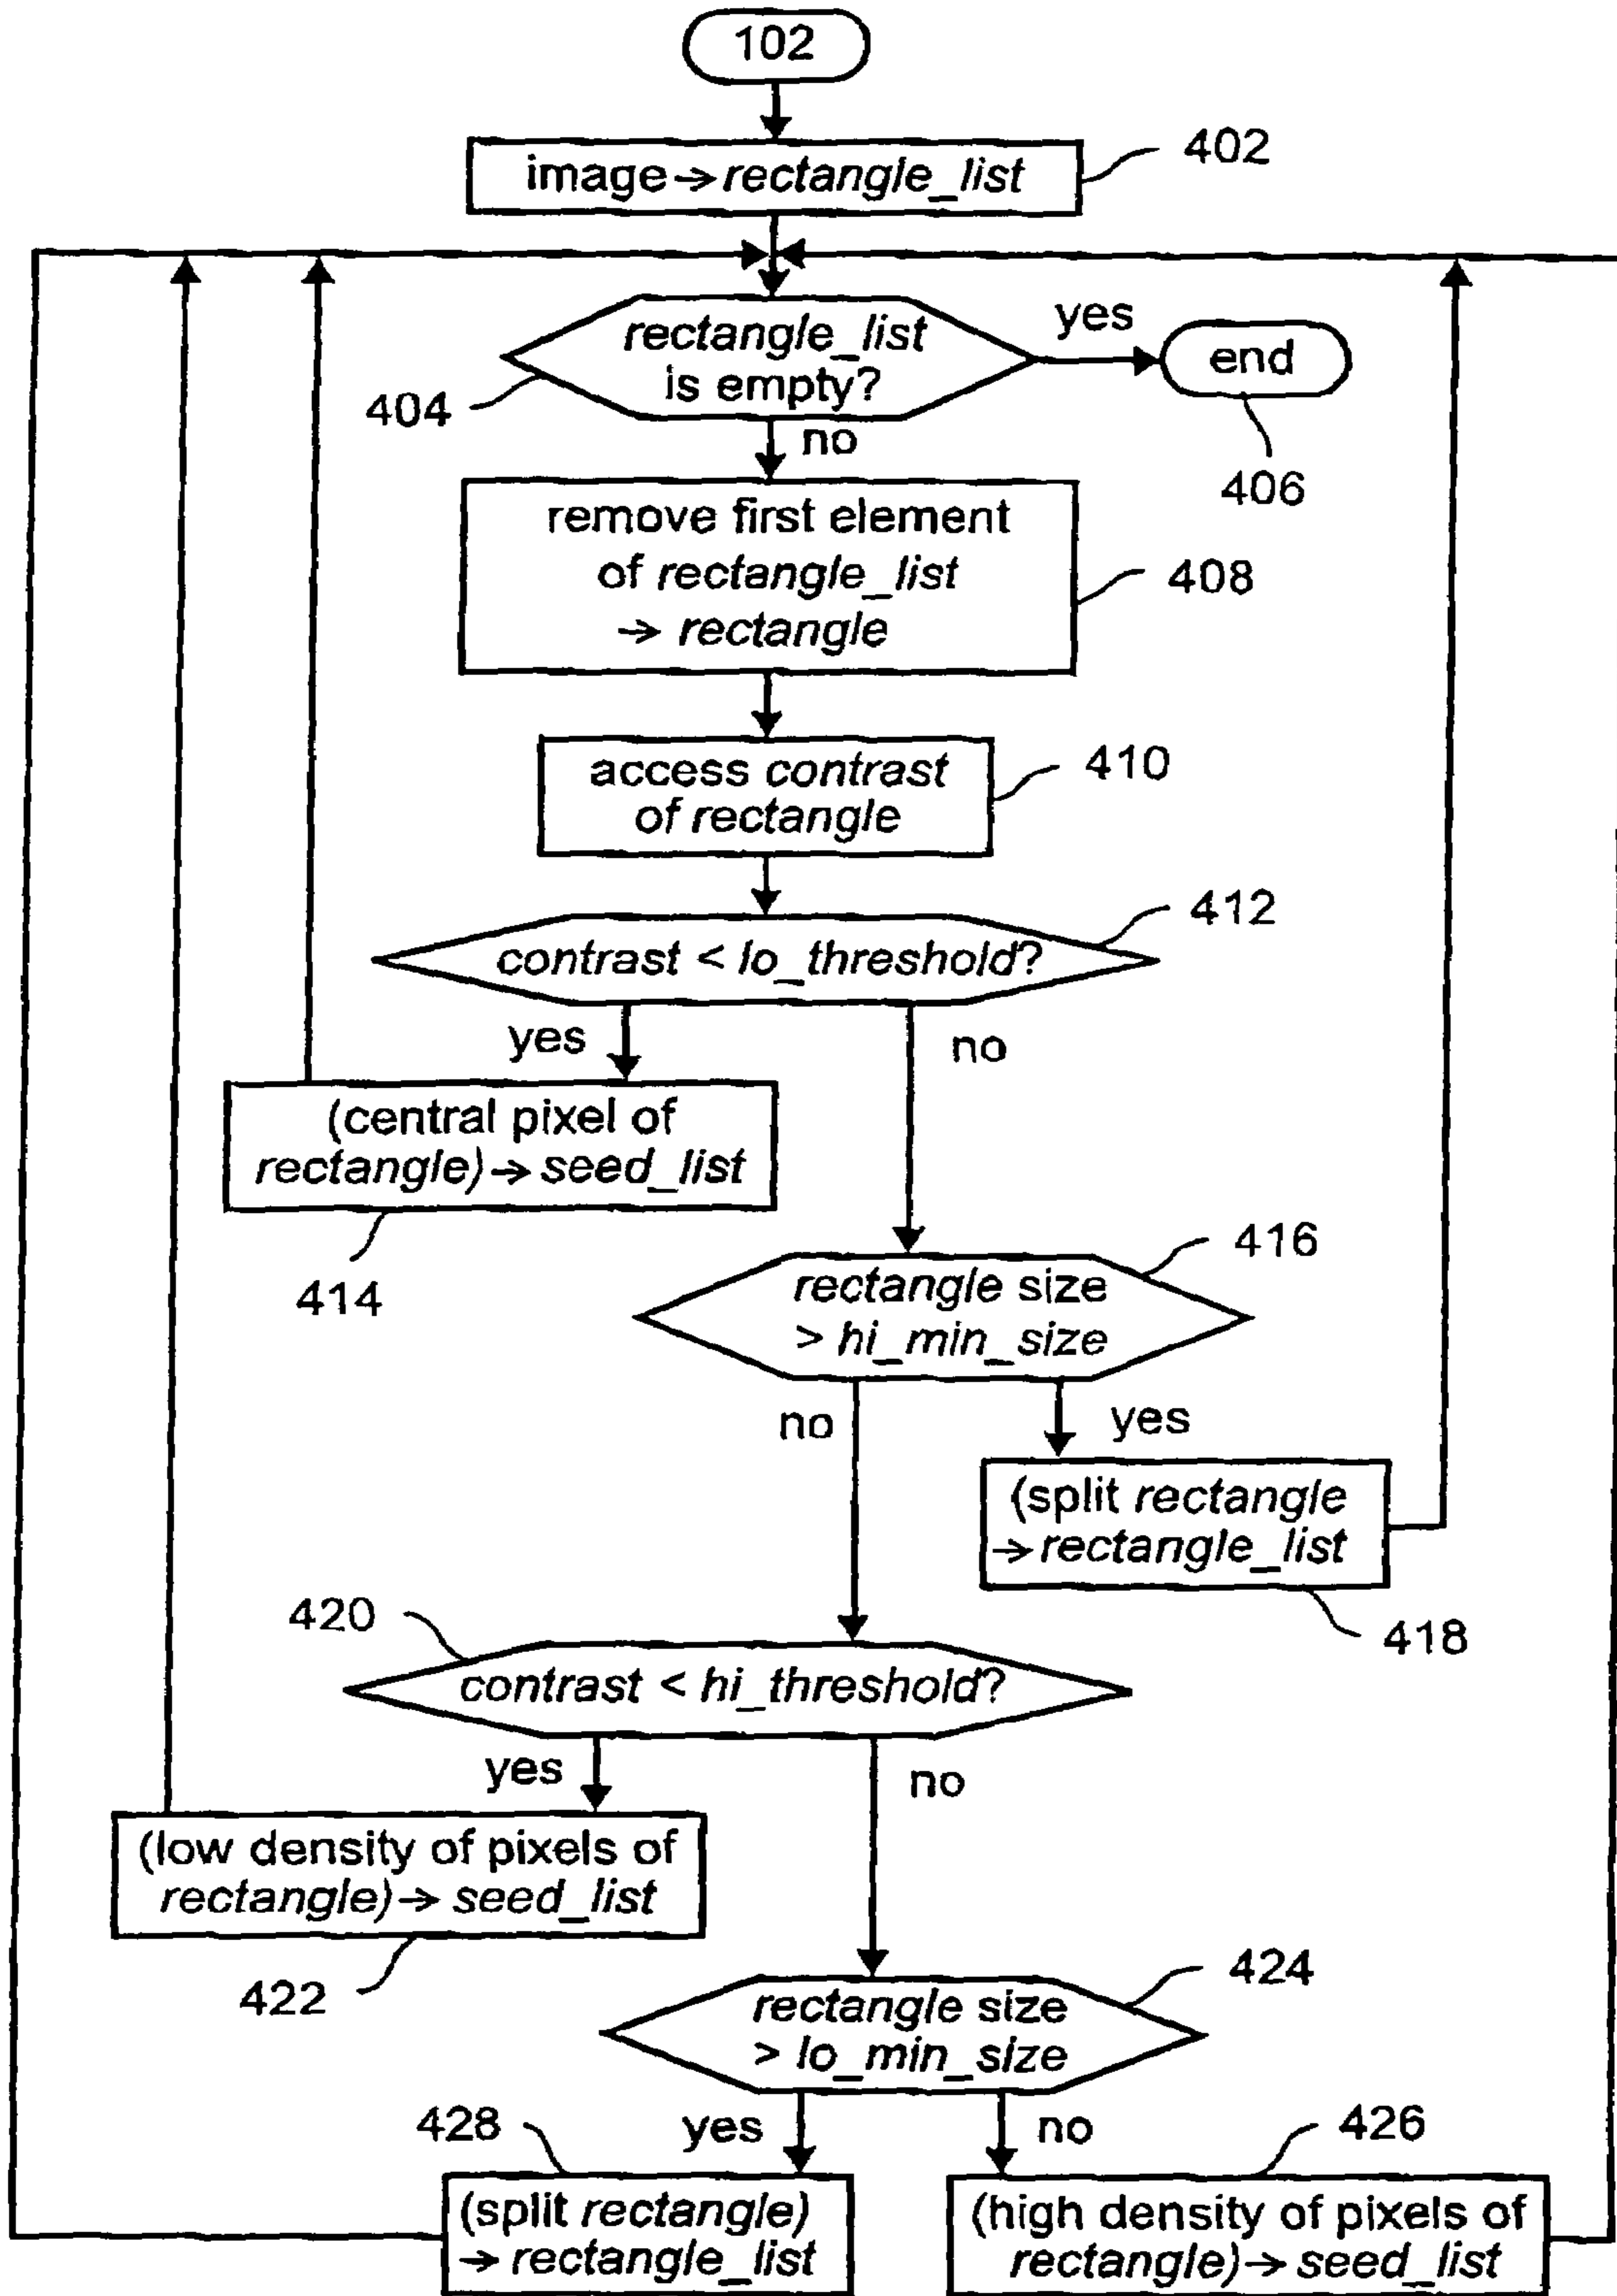 102
image → rectangle_list
402
rectangle_list
is empty?
yes
end
404
no
406
remove first element
of rectangle_list
→ rectangle
408
access contrast
of rectangle
410
412
contrast < lo_threshold?
yes
no
(central pixel of
rectangle) → seed_list
414
416
rectangle size
> hi_min_size
no
yes
(split rectangle
→ rectangle_list
418
420
contrast < hi_threshold?
yes
no
(low density of pixels of
rectangle) → seed_list
422
424
rectangle size
> lo_min_size
428
yes
no
426
(split rectangle)
→ rectangle_list
(high density of pixels of
rectangle) → seed_list